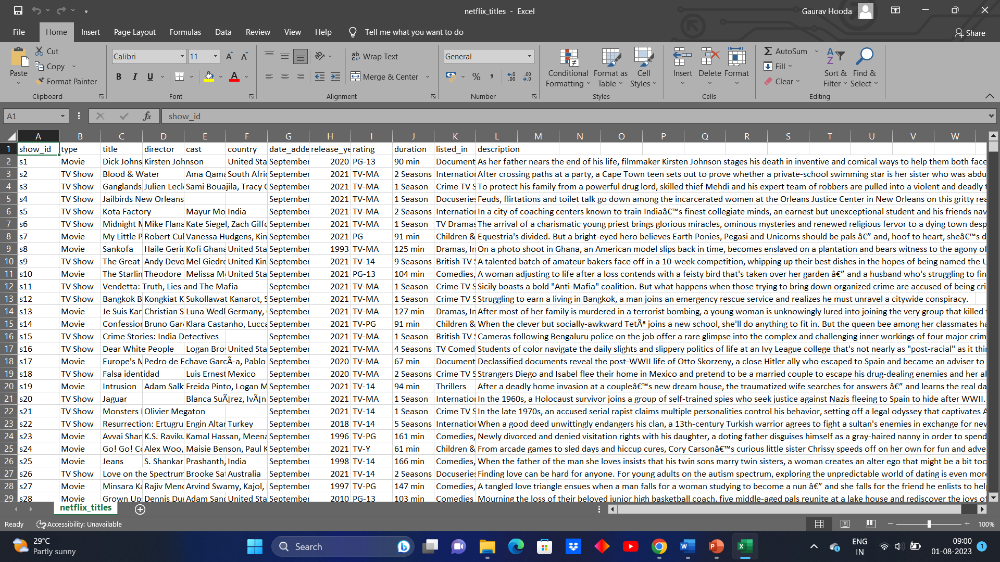 netflix_titles - Excel
Gaurav Hooda
File Home Insert Page Layout Formulas Data Review View Help Tell me what you want to do
Share
Paste
Cut
Copy
Format Painter
Clipboard
Calibri 11
B I U
Font
Wrap Text
Merge & Center
Alignment
General
Number
Conditional Formatting
Format as Table
Cell Styles
Styles
Insert Delete Format
Cells
AutoSum
Fill
Clear
Sort & Filter
Find & Select
Editing
A1 fx show_id
A B C D E F G H I J K L M N O P Q R S T U V W
1 show_id type title director cast country date_adde release_ye rating duration listed_in description
2 s1 Movie Dick Johns Kirsten Johnson United Sta September 2020 PG-13 90 min Document As her father nears the end of his life, filmmaker Kirsten Johnson stages his death in inventive and comical ways to help them both face
3 s2 TV Show Blood & Water Ama Qama South Afric September 2021 TV-MA 2 Seasons Internation After crossing paths at a party, a Cape Town teen sets out to prove whether a private-school swimming star is her sister who was abdu
4 s3 TV Show Ganglands Julien Lecle Sami Bouajila, Tracy G September 2021 TV-MA 1 Season Crime TV S To protect his family from a powerful drug lord, skilled thief Mehdi and his expert team of robbers are pulled into a violent and deadly t
5 s4 TV Show Jailbirds New Orleans September 2021 TV-MA 1 Season Docuseries Feuds, flirtations and toilet talk go down among the incarcerated women at the Orleans Justice Center in New Orleans on this gritty rea
6 s5 TV Show Kota Factory Mayur Mo India September 2021 TV-MA 2 Seasons Internation In a city of coaching centers known to train Indiaâ€™s finest collegiate minds, an earnest but unexceptional student and his friends nav
7 s6 TV Show Midnight M Mike Flana Kate Siegel, Zach Gilfo September 2021 TV-MA 1 Season TV Dramas The arrival of a charismatic young priest brings glorious miracles, ominous mysteries and renewed religious fervor to a dying town desp
8 s7 Movie My Little P Robert Cul Vanessa Hudgens, Kim September 2021 PG 91 min Children & Equestria's divided. But a bright-eyed hero believes Earth Ponies, Pegasi and Unicorns should be pals â€” and, hoof to heart, sheâ€™s d
9 s8 Movie Sankofa Haile Gerin Kofi Ghana United Sta September 1993 TV-MA 125 min Dramas, In On a photo shoot in Ghana, an American model slips back in time, becomes enslaved on a plantation and bears witness to the agony of
10 s9 TV Show The Great Andy Devo Mel Giedro United Kin September 2021 TV-14 9 Seasons British TV A talented batch of amateur bakers face off in a 10-week competition, whipping up their best dishes in the hopes of being named the U
11 s10 Movie The Starlin Theodore Melissa Mc United Sta September 2021 PG-13 104 min Comedies, A woman adjusting to life after a loss contends with a feisty bird that's taken over her garden â€” and a husband who's struggling to fin
12 s11 TV Show Vendetta: Truth, Lies and The Mafia September 2021 TV-MA 1 Season Crime TV S Sicily boasts a bold "Anti-Mafia" coalition. But what happens when those trying to bring down organized crime are accused of being cri
13 s12 TV Show Bangkok B Kongkiat K Sukollawat Kanarot, S September 2021 TV-MA 1 Season Crime TV S Struggling to earn a living in Bangkok, a man joins an emergency rescue service and realizes he must unravel a citywide conspiracy.
14 s13 Movie Je Suis Kar Christian S Luna Wedl Germany, September 2021 TV-MA 127 min Dramas, In After most of her family is murdered in a terrorist bombing, a young woman is unknowingly lured into joining the very group that killed t
15 s14 Movie Confession Bruno Gar Klara Castanho, Lucca September 2021 TV-PG 91 min Children & When the clever but socially-awkward TetÃª joins a new school, she'll do anything to fit in. But the queen bee among her classmates ha
16 s15 TV Show Crime Stories: India Detectives September 2021 TV-MA 1 Season British TV Cameras following Bengaluru police on the job offer a rare glimpse into the complex and challenging inner workings of four major crim
17 s16 TV Show Dear White People Logan Brow United Sta September 2021 TV-MA 4 Seasons TV Comed Students of color navigate the daily slights and slippery politics of life at an Ivy League college that's not nearly as "post-racial" as it thin
18 s17 Movie Europe's M Pedro de Echave GarcÃ-a, Pablo September 2020 TV-MA 67 min Document Declassified documents reveal the post-WWII life of Otto Skorzeny, a close Hitler ally who escaped to Spain and became an adviser to
19 s18 TV Show Falsa identidad Luis Ernest Mexico September 2020 TV-MA 2 Seasons Crime TV S Strangers Diego and Isabel flee their home in Mexico and pretend to be a married couple to escape his drug-dealing enemies and her al
20 s19 Movie Intrusion Adam Salk Freida Pinto, Logan M September 2021 TV-14 94 min Thrillers After a deadly home invasion at a coupleâ€™s new dream house, the traumatized wife searches for answers â€” and learns the real da
21 s20 TV Show Jaguar Blanca SuÃ¡rez, IvÃ¡n September 2021 TV-MA 1 Season Internation In the 1960s, a Holocaust survivor joins a group of self-trained spies who seek justice against Nazis fleeing to Spain to hide after WWII.
22 s21 TV Show Monsters I Olivier Megaton September 2021 TV-14 1 Season Crime TV S In the late 1970s, an accused serial rapist claims multiple personalities control his behavior, setting off a legal odyssey that captivates A
23 s22 TV Show Resurrection: Ertugru Engin Altan Turkey September 2018 TV-14 5 Seasons Internation When a good deed unwittingly endangers his clan, a 13th-century Turkish warrior agrees to fight a sultan's enemies in exchange for new
24 s23 Movie Avvai Shan K.S. Raviku Kamal Hassan, Meena September 1996 TV-PG 161 min Comedies, Newly divorced and denied visitation rights with his daughter, a doting father disguises himself as a gray-haired nanny in order to spend
25 s24 Movie Go! Go! Co Alex Woo, Maisie Benson, Paul K September 2021 TV-Y 61 min Children & From arcade games to sled days and hiccup cures, Cory Carsonâ€™s curious little sister Chrissy speeds off on her own for fun and adve
26 s25 Movie Jeans S. Shankar Prashanth, India September 1998 TV-14 166 min Comedies, When the father of the man she loves insists that his twin sons marry twin sisters, a woman creates an alter ego that might be a bit too
27 s26 TV Show Love on the Spectrum Brooke Sat Australia September 2021 TV-14 2 Seasons Docuseries Finding love can be hard for anyone. For young adults on the autism spectrum, exploring the unpredictable world of dating is even more
28 s27 Movie Minsara Ka Rajiv Menc Arvind Swamy, Kajol, September 1997 TV-PG 147 min Comedies, A tangled love triangle ensues when a man falls for a woman studying to become a nun â€” and she falls for the friend he enlists to help
29 s28 Movie Grown Up Dennis Du Adam Sand United Sta September 2010 PG-13 103 min Comedies, Mourning the loss of their beloved junior high basketball coach, five middle-aged pals reunite at a lake house and rediscover the joys of
netflix_titles
Ready Accessibility: Unavailable 100%
29°C
Partly sunny
Search
ENG
IN
09:00
01-08-2023
1